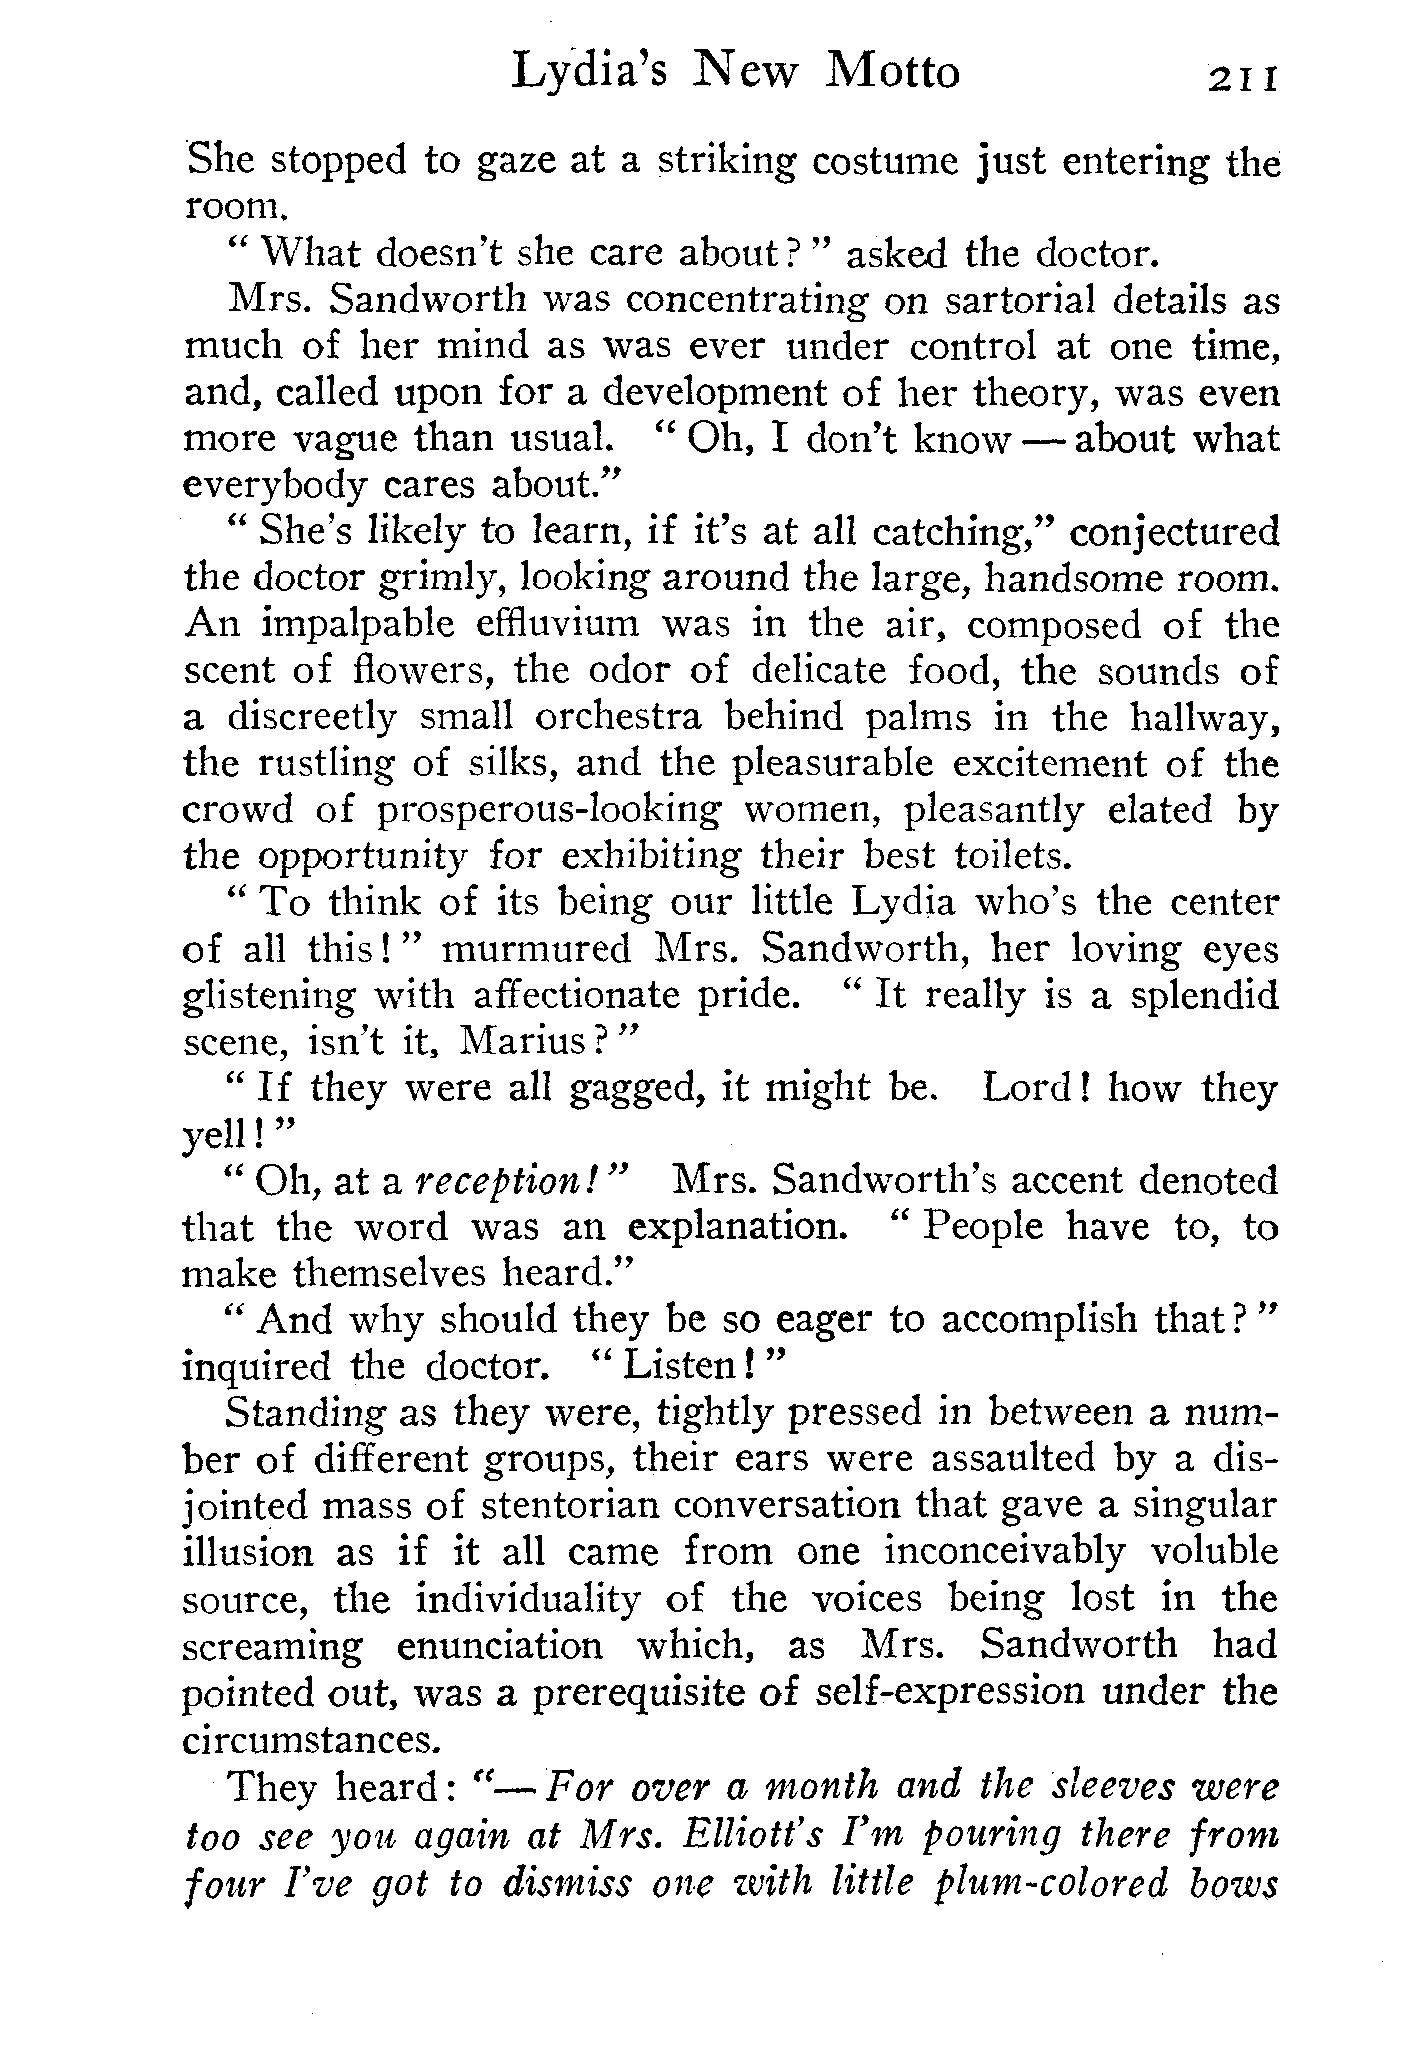 Lydia's New Motto 211
She stopped to gaze at a striking costume just entering the
room.
" What doesn't she care about? " asked the doctor.
Mrs. Sandworth was concentrating on sartorial details as
much of her mind as was ever under control at one time,
and, called upon for a development of her theory, was even
more vague than usual. " Oh, I don't know — about what
everybody cares about."
" She's likely to learn, if it's at all catching," conjectured
the doctor grimly, looking around the large, handsome room.
An impalpable effluvium was in the air, composed of the
scent of flowers, the odor of delicate food, the sounds of
a discreetly small orchestra behind palms in the hallway,
the rustling of silks, and the pleasurable excitement of the
crowd of prosperous-looking women, pleasantly elated by
the opportunity for exhibiting their best toilets.
" To think of its being our little Lydia who's the center
of all this! " murmured Mrs. Sandworth, her loving eyes
glistening with affectionate pride. " It really is a splendid
scene, isn't it, Marius? "
" If they were all gagged, it might be. Lord! how they
yell! "
" Oh, at a reception! " Mrs. Sandworth's accent denoted
that the word was an explanation. " People have to, to
make themselves heard."
" And why should they be so eager to accomplish that? "
inquired the doctor. " Listen! "
Standing as they were, tightly pressed in between a num-
ber of different groups, their ears were assaulted by a dis-
jointed mass of stentorian conversation that gave a singular
illusion as if it all came from one inconceivably voluble
source, the individuality of the voices being lost in the
screaming enunciation which, as Mrs. Sandworth had
pointed out, was a prerequisite of self-expression under the
circumstances.
They heard: "— For over a month and the sleeves were
too see you again at Mrs. Elliott's I'm pouring there from
four I've got to dismiss one with little plum-colored bows